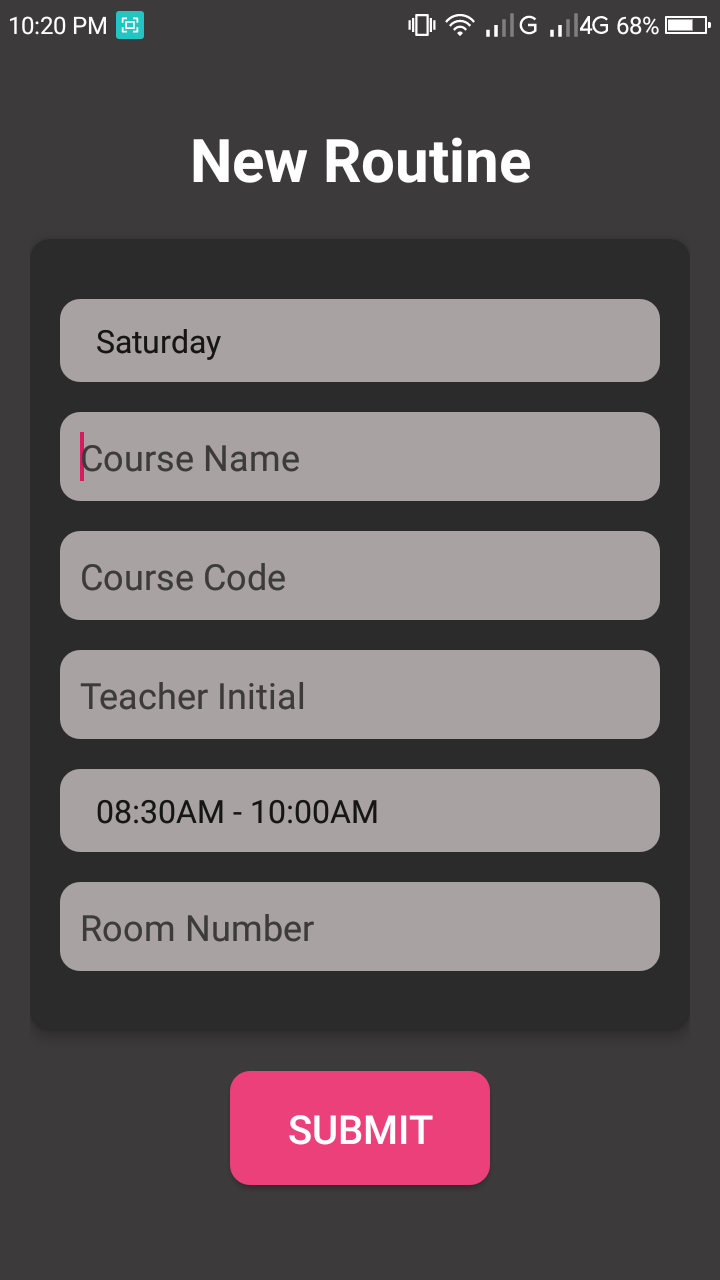 10:20 PM G 4G 68%
New Routine
Saturday
Course Name
Course Code
Teacher Initial
08:30AM - 10:00AM
Room Number
SUBMIT